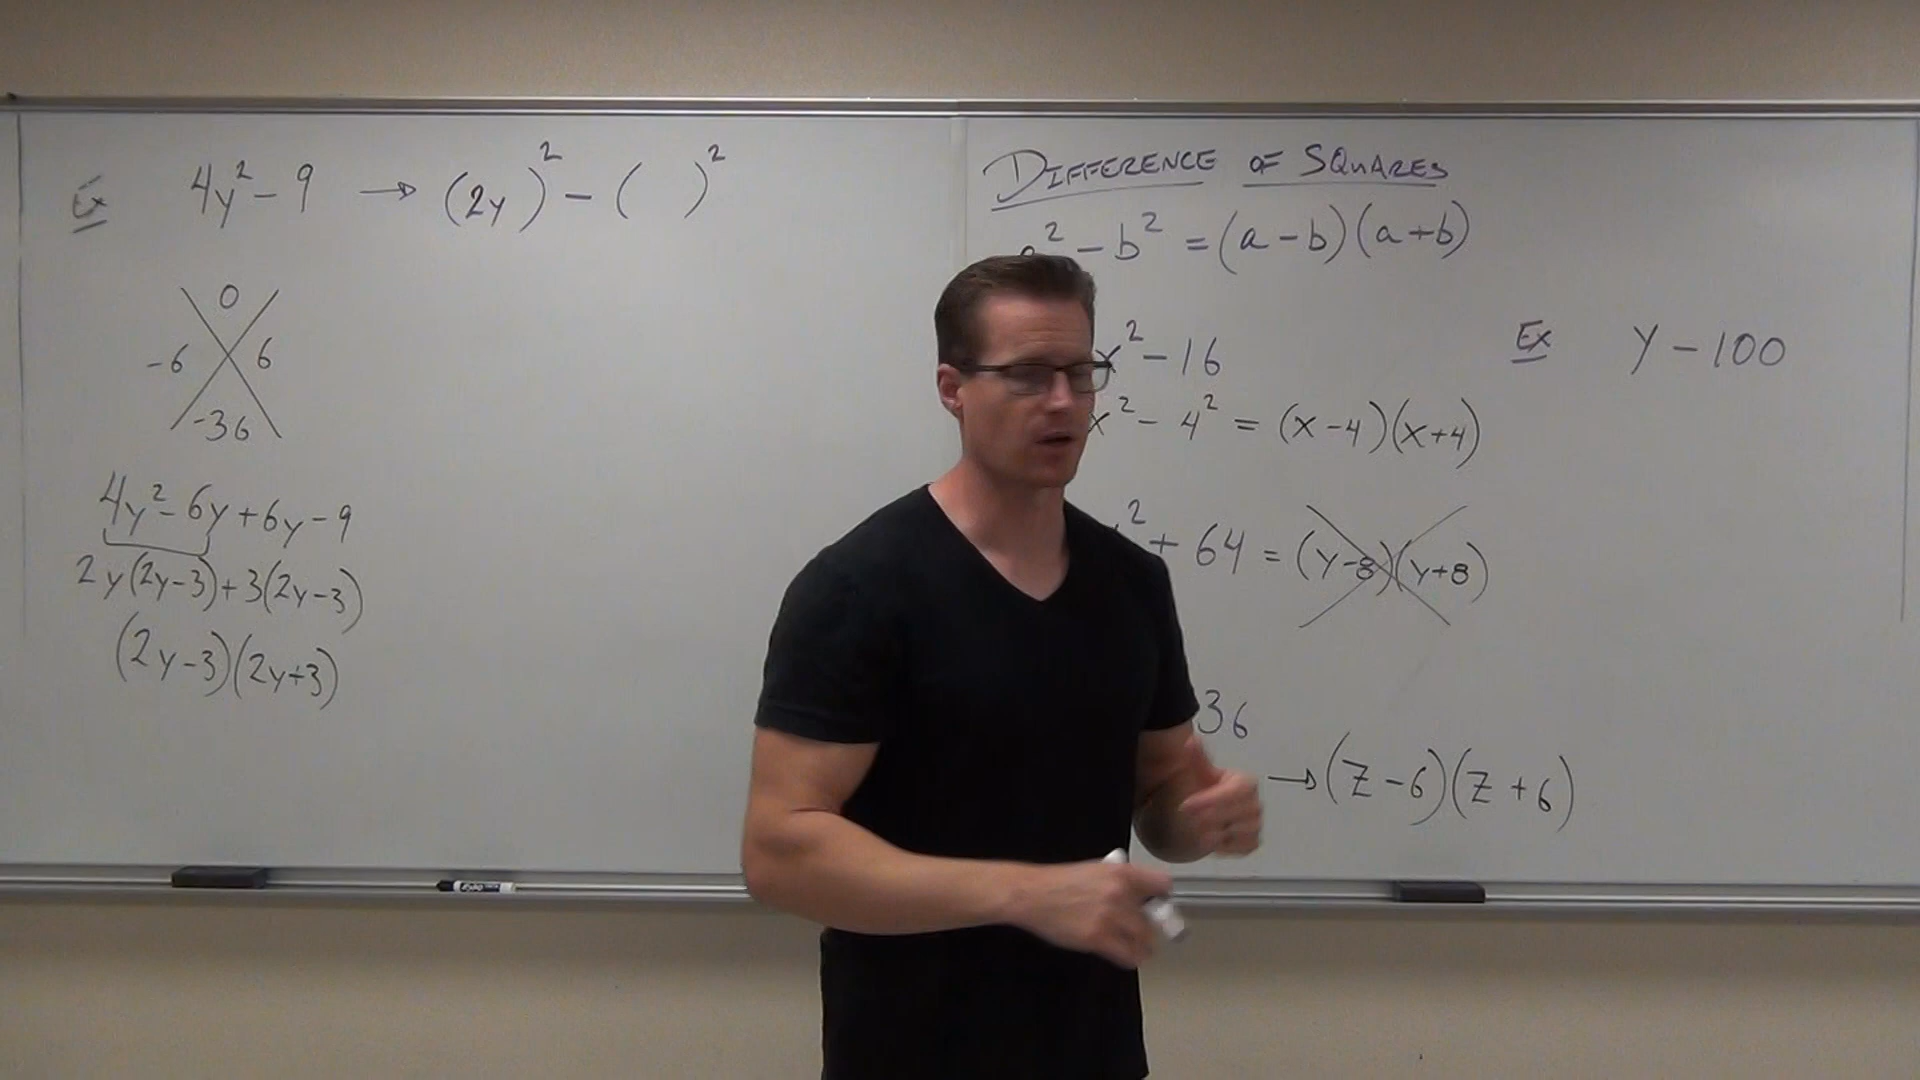 Ex 4y² - 9 → (2y )² - ( )²
0
-6 6
-36
4y² - 6y + 6y - 9
2y(2y-3) + 3(2y-3)
(2y-3)(2y+3)
DIFFERENCE OF SQUARES
² - b² = (a-b)(a+b)
x² - 16
x² - 4² = (x-4)(x+4)
² + 64 = (y-8)(y+8)
36
→ (z-6)(z+6)
Ex y - 100